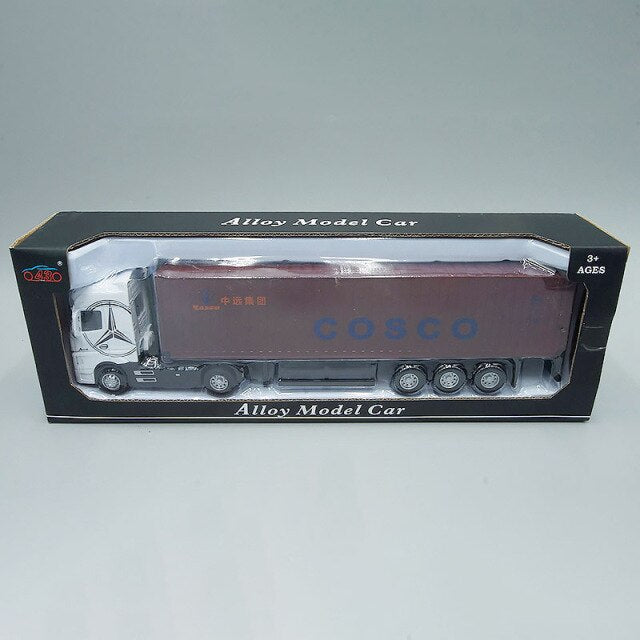 Alloy Model Car
3+
AGES
中远集团
COSCO
Alloy Model Car